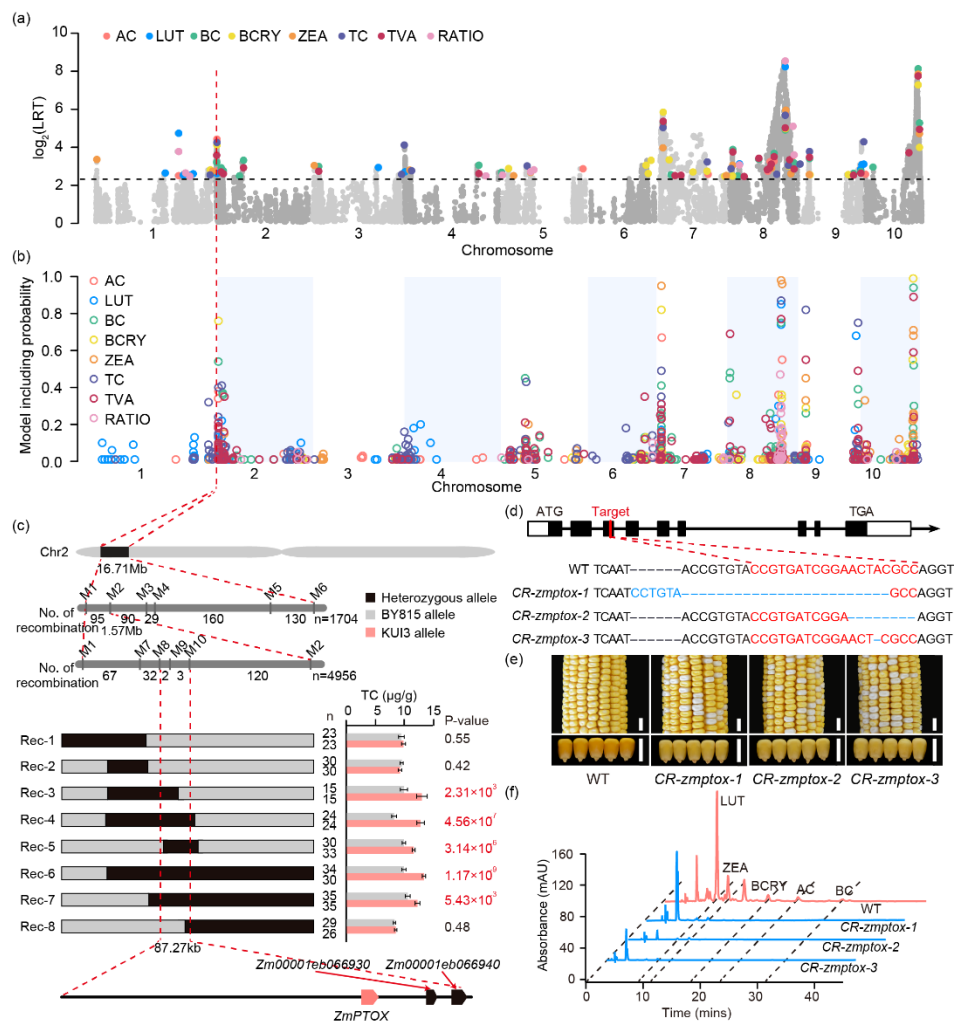 (a)
AC LUT BC BCRY ZEA TC TVA RATIO
log2(LRT)
10
8
6
4
2
0
1 2 3 4 5 6 7 8 9 10
Chromosome
(b)
Model including probability
1.0
0.8
0.6
0.4
0.2
0.0
AC
LUT
BC
BCRY
ZEA
TC
TVA
RATIO
1 2 3 4 5 6 7 8 9 10
Chromosome
(c)
Chr2
16.71Mb
M1 M2 M3 M4 M5 M6
No. of recombination 95 90 29 160 130 n=1704
1.57Mb
M1 M7 M8 M9 M10 M2
No. of recombination 67 32 2 3 120 n=4956
Heterozygous allele
BY815 allele
KUI3 allele
TC (μg/g)
n 0 5 10 15 P-value
Rec-1 23 23 0.55
Rec-2 30 30 0.42
Rec-3 15 15 2.31×10³
Rec-4 24 24 4.56×10⁷
Rec-5 30 33 3.14×10⁶
Rec-6 34 30 1.17×10⁹
Rec-7 35 35 5.43×10³
Rec-8 29 26 0.48
67.27kb
Zm00001eb066930 Zm00001eb066940
ZmPTOX
(d)
ATG Target TGA
WT TCAAT------ACCGTGTACCGTGATCGGAACTACGCCAGGT
CR-zmptox-1 TCAATCCTGTA---------------------GCCAGGT
CR-zmptox-2 TCAAT------ACCGTGTACCGTGATCGGA---------AGGT
CR-zmptox-3 TCAAT------ACCGTGTACCGTGATCGGAACT-CGCCAGGT
(e)
WT CR-zmptox-1 CR-zmptox-2 CR-zmptox-3
(f)
Absorbance (mAU)
160
120
80
40
0
LUT
ZEA
BCRY
AC
BC
WT
CR-zmptox-1
CR-zmptox-2
CR-zmptox-3
0 10 20 30 40
Time (mins)